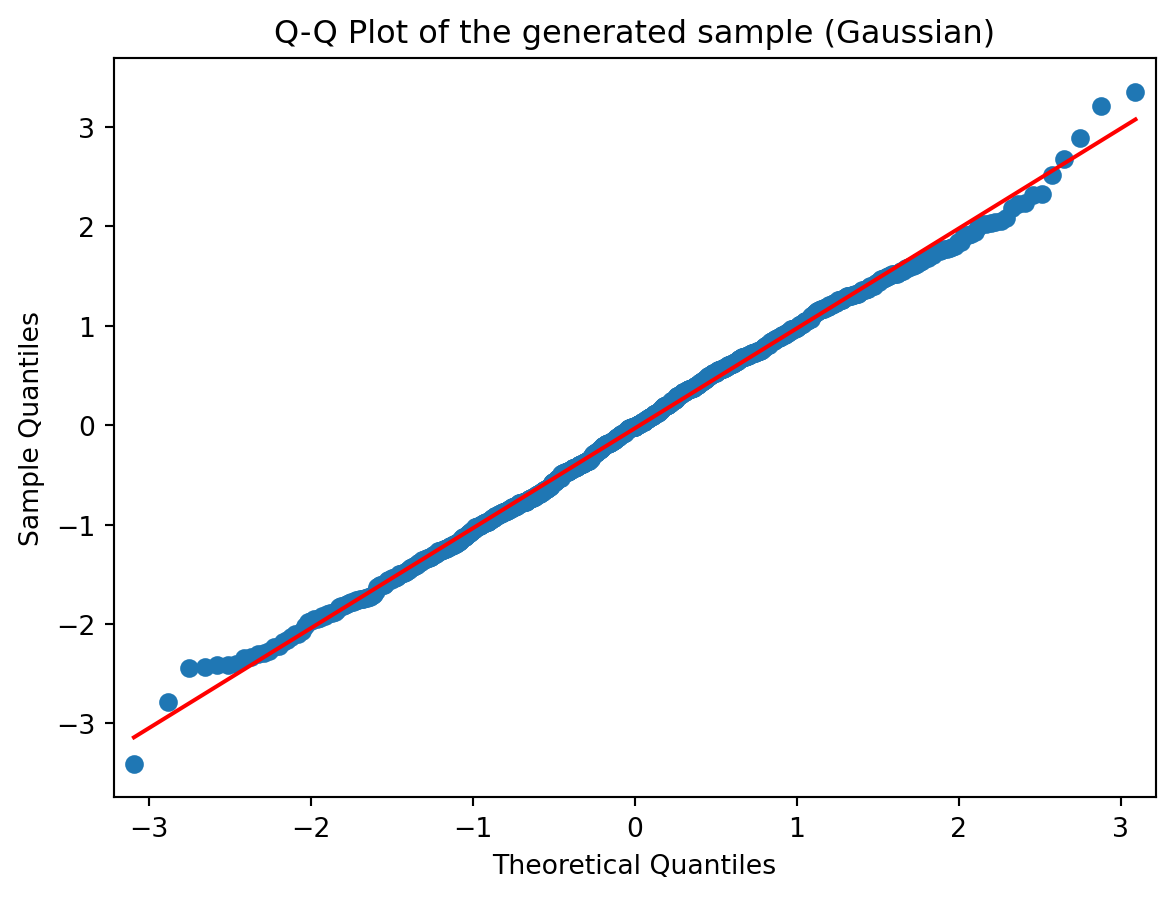 Q-Q Plot of the generated sample (Gaussian)
Sample Quantiles
3
2
1
0
−1
−2
−3
−3 −2 −1 0 1 2 3
Theoretical Quantiles